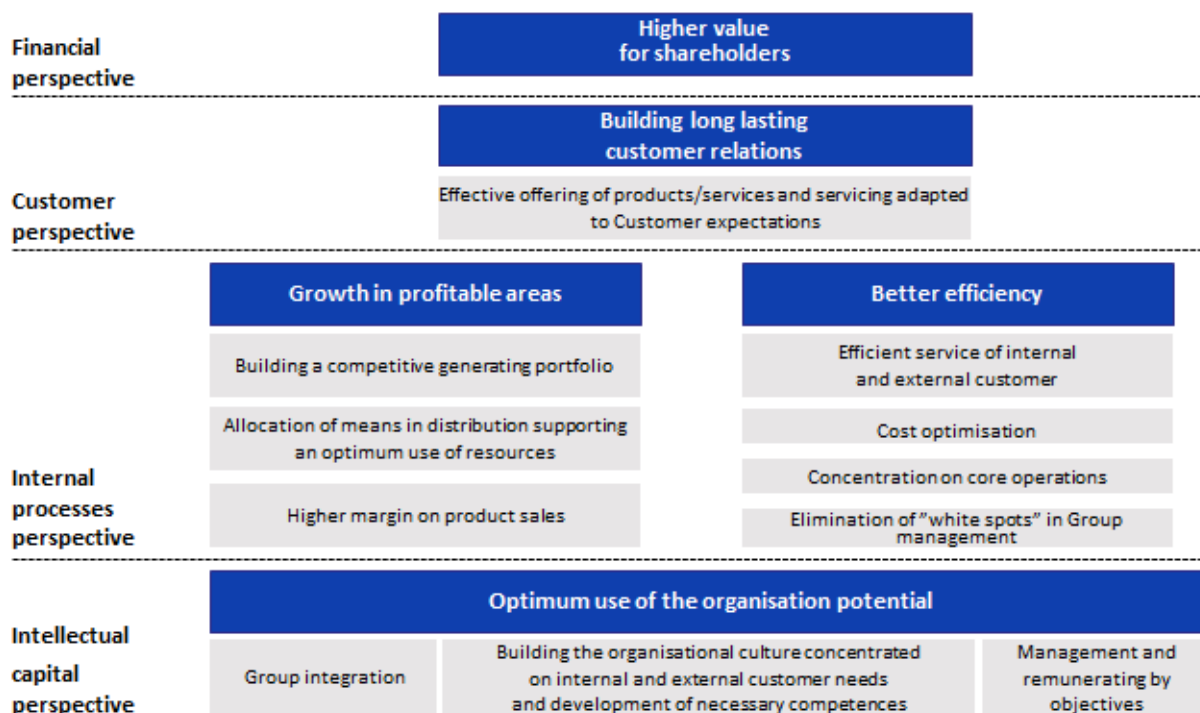 Financial
perspective
Higher value
for shareholders
Customer
perspective
Building long lasting
customer relations
Effective offering of products/services and servicing adapted
to Customer expectations
Internal
processes
perspective
Growth in profitable areas
Building a competitive generating portfolio
Allocation of means in distribution supporting
an optimum use of resources
Higher margin on product sales
Better efficiency
Efficient service of internal
and external customer
Cost optimisation
Concentration on core operations
Elimination of ”white spots” in Group
management
Intellectual
capital
perspective
Optimum use of the organisation potential
Group integration
Building the organisational culture concentrated
on internal and external customer needs
and development of necessary competences
Management and
remunerating by
objectives